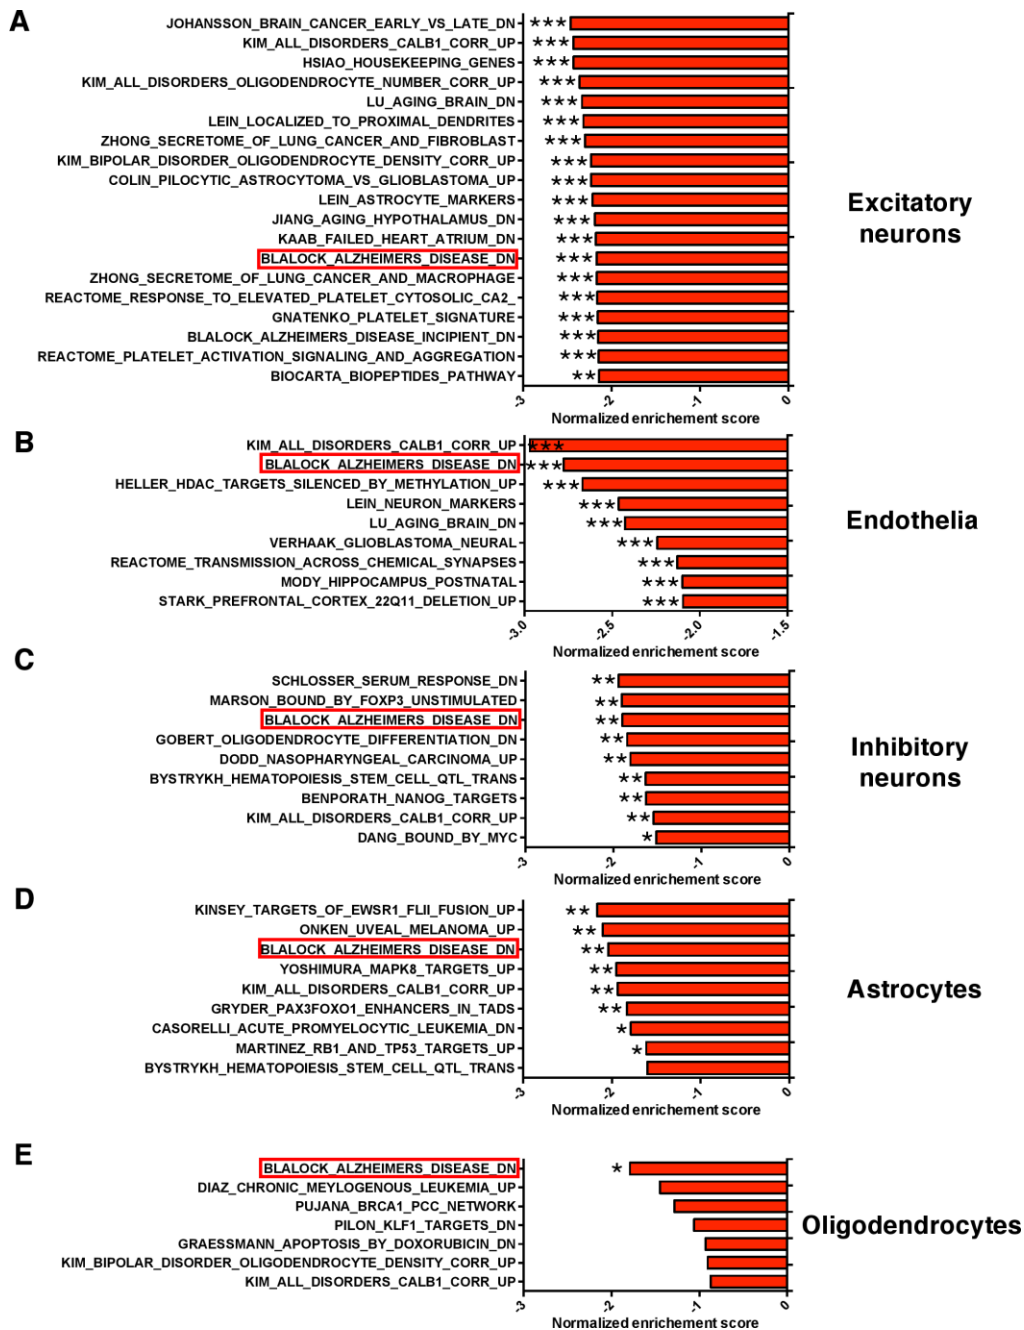 A
JOHANSSON_BRAIN_CANCER_EARLY_VS_LATE_DN ***
KIM_ALL_DISORDERS_CALB1_CORR_UP ***
HSIAO_HOUSEKEEPING_GENES ***
KIM_ALL_DISORDERS_OLIGODENDROCYTE_NUMBER_CORR_UP ***
LU_AGING_BRAIN_DN ***
LEIN_LOCALIZED_TO_PROXIMAL_DENDRITES ***
ZHONG_SECRETOME_OF_LUNG_CANCER_AND_FIBROBLAST ***
KIM_BIPOLAR_DISORDER_OLIGODENDROCYTE_DENSITY_CORR_UP ***
COLIN_PILOCYTIC_ASTROCYTOMA_VS_GLIOBLASTOMA_UP ***
LEIN_ASTROCYTE_MARKERS ***
JIANG_AGING_HYPOTHALAMUS_DN ***
KAAB_FAILED_HEART_ATRIUM_DN ***
BLALOCK_ALZHEIMERS_DISEASE_DN ***
ZHONG_SECRETOME_OF_LUNG_CANCER_AND_MACROPHAGE ***
REACTOME_RESPONSE_TO_ELEVATED_PLATELET_CYTOSOLIC_CA2_ ***
GNATENKO_PLATELET_SIGNATURE ***
BLALOCK_ALZHEIMERS_DISEASE_INCIPIENT_DN ***
REACTOME_PLATELET_ACTIVATION_SIGNALING_AND_AGGREGATION ***
BIOCARTA_BIOPEPTIDES_PATHWAY **
Excitatory
neurons
-3 -2 -1 0
Normalized enrichement score
B
KIM_ALL_DISORDERS_CALB1_CORR_UP ***
BLALOCK_ALZHEIMERS_DISEASE_DN ***
HELLER_HDAC_TARGETS_SILENCED_BY_METHYLATION_UP ***
LEIN_NEURON_MARKERS ***
LU_AGING_BRAIN_DN ***
VERHAAK_GLIOBLASTOMA_NEURAL ***
REACTOME_TRANSMISSION_ACROSS_CHEMICAL_SYNAPSES ***
MODY_HIPPOCAMPUS_POSTNATAL ***
STARK_PREFRONTAL_CORTEX_22Q11_DELETION_UP ***
Endothelia
-3.0 -2.5 -2.0 -1.5
Normalized enrichement score
C
SCHLOSSER_SERUM_RESPONSE_DN **
MARSON_BOUND_BY_FOXP3_UNSTIMULATED **
BLALOCK_ALZHEIMERS_DISEASE_DN **
GOBERT_OLIGODENDROCYTE_DIFFERENTIATION_DN **
DODD_NASOPHARYNGEAL_CARCINOMA_UP **
BYSTRYKH_HEMATOPOIESIS_STEM_CELL_QTL_TRANS **
BENPORATH_NANOG_TARGETS **
KIM_ALL_DISORDERS_CALB1_CORR_UP **
DANG_BOUND_BY_MYC *
Inhibitory
neurons
-3 -2 -1 0
Normalized enrichement score
D
KINSEY_TARGETS_OF_EWSR1_FLII_FUSION_UP **
ONKEN_UVEAL_MELANOMA_UP **
BLALOCK_ALZHEIMERS_DISEASE_DN **
YOSHIMURA_MAPK8_TARGETS_UP **
KIM_ALL_DISORDERS_CALB1_CORR_UP **
GRYDER_PAX3FOXO1_ENHANCERS_IN_TADS **
CASORELLI_ACUTE_PROMYELOCYTIC_LEUKEMIA_DN *
MARTINEZ_RB1_AND_TP53_TARGETS_UP *
BYSTRYKH_HEMATOPOIESIS_STEM_CELL_QTL_TRANS
Astrocytes
-3 -2 -1 0
Normalized enrichement score
E
BLALOCK_ALZHEIMERS_DISEASE_DN *
DIAZ_CHRONIC_MEYLOGENOUS_LEUKEMIA_UP
PUJANA_BRCA1_PCC_NETWORK
PILON_KLF1_TARGETS_DN
GRAESSMANN_APOPTOSIS_BY_DOXORUBICIN_DN
KIM_BIPOLAR_DISORDER_OLIGODENDROCYTE_DENSITY_CORR_UP
KIM_ALL_DISORDERS_CALB1_CORR_UP
Oligodendrocytes
-3 -2 -1 0
Normalized enrichement score